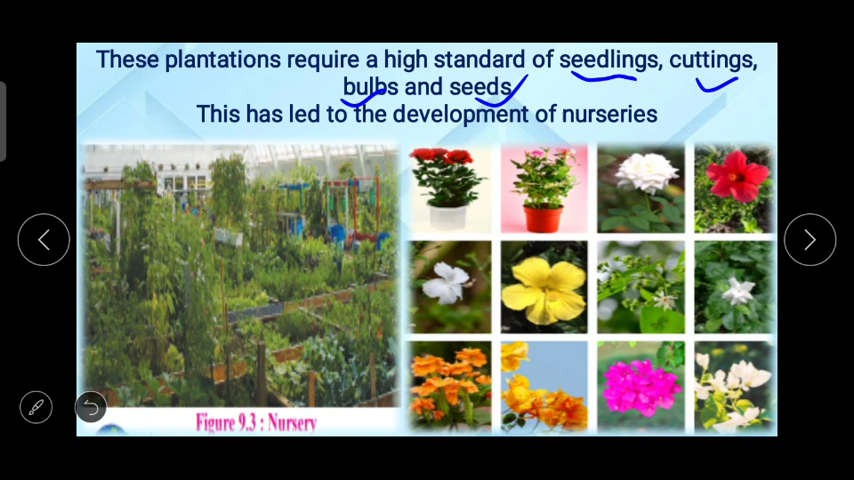 These plantations require a high standard of seedlings, cuttings,
bulbs and seeds
This has led to the development of nurseries
Figure 9.3 : Nursery